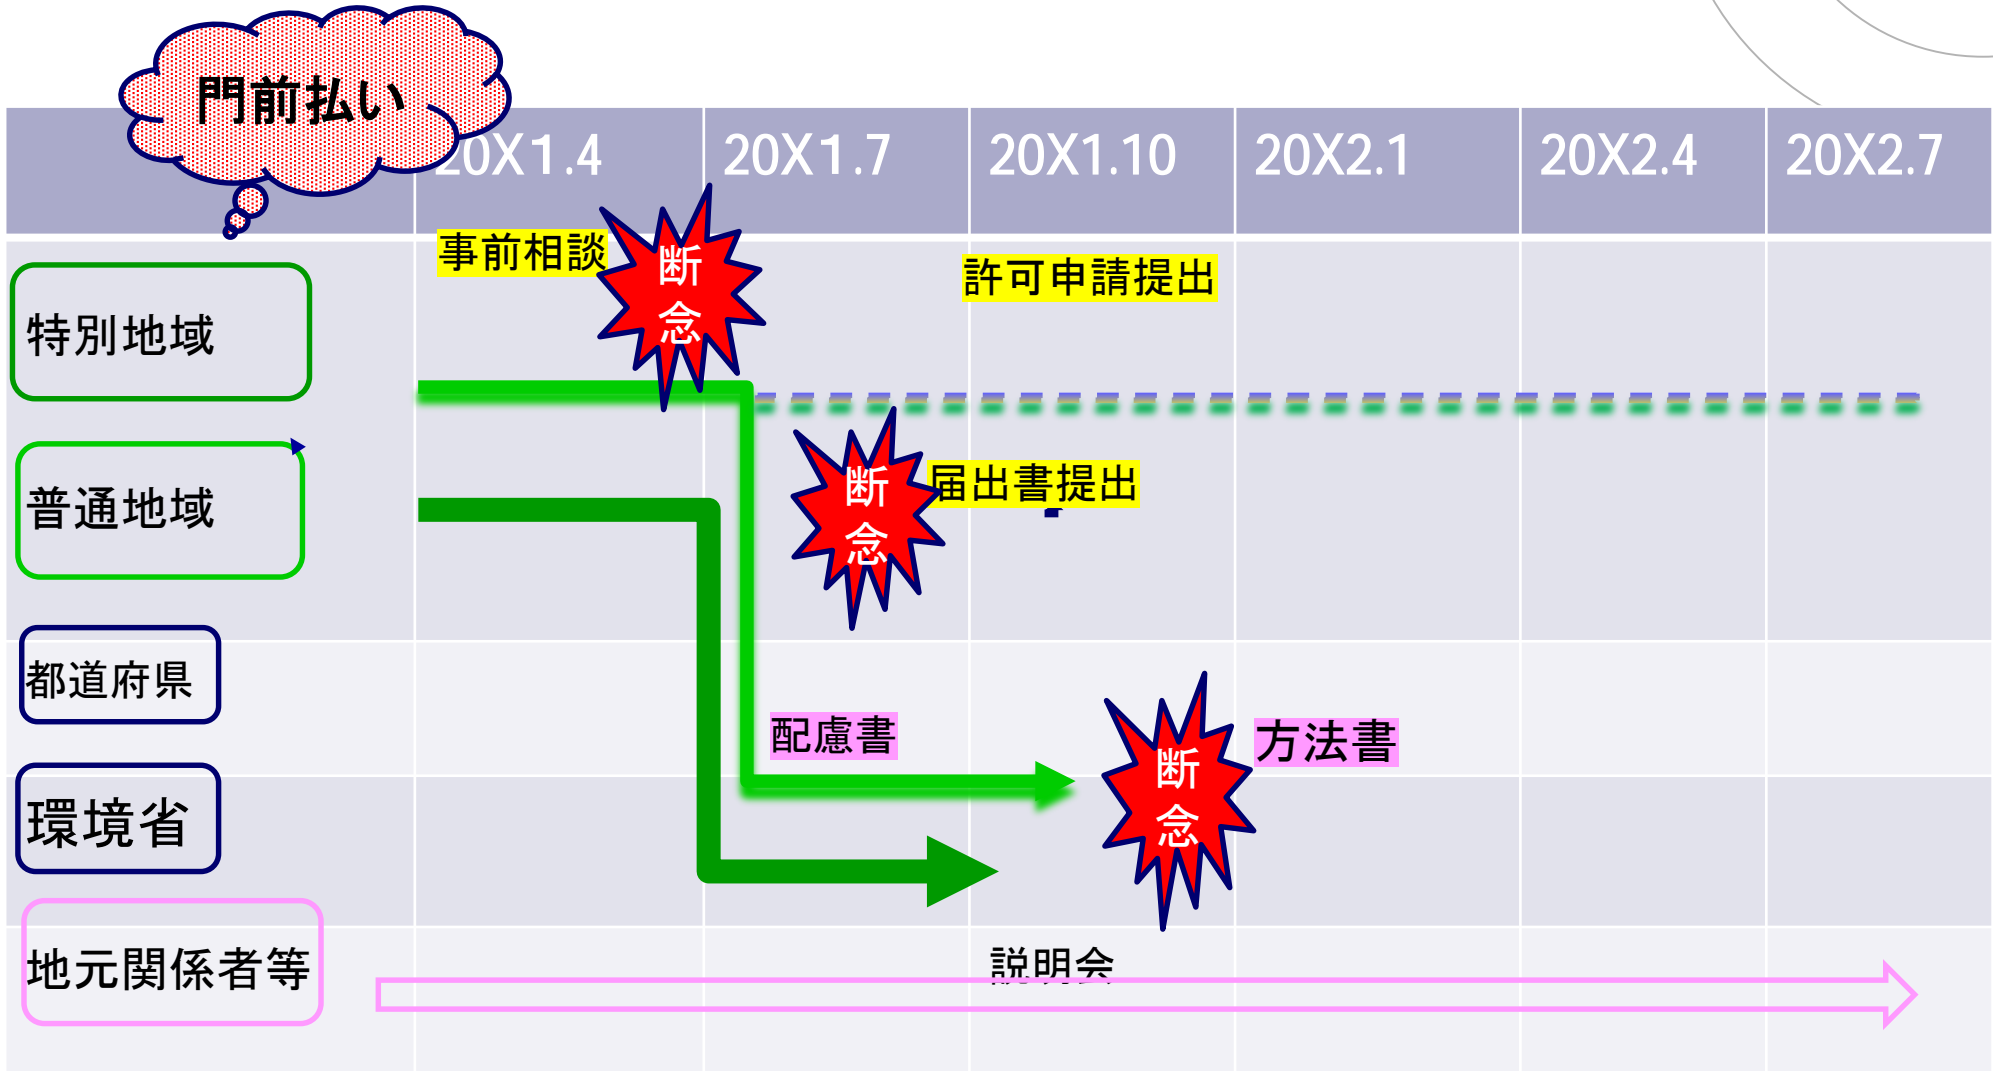 門前払い
20X1.4
20X1.7
20X1.10
20X2.1
20X2.4
20X2.7
特別地域
事前相談
断
念
許可申請提出
普通地域
断
念
届出書提出
都道府県
配慮書
断
念
方法書
環境省
地元関係者等
説明会